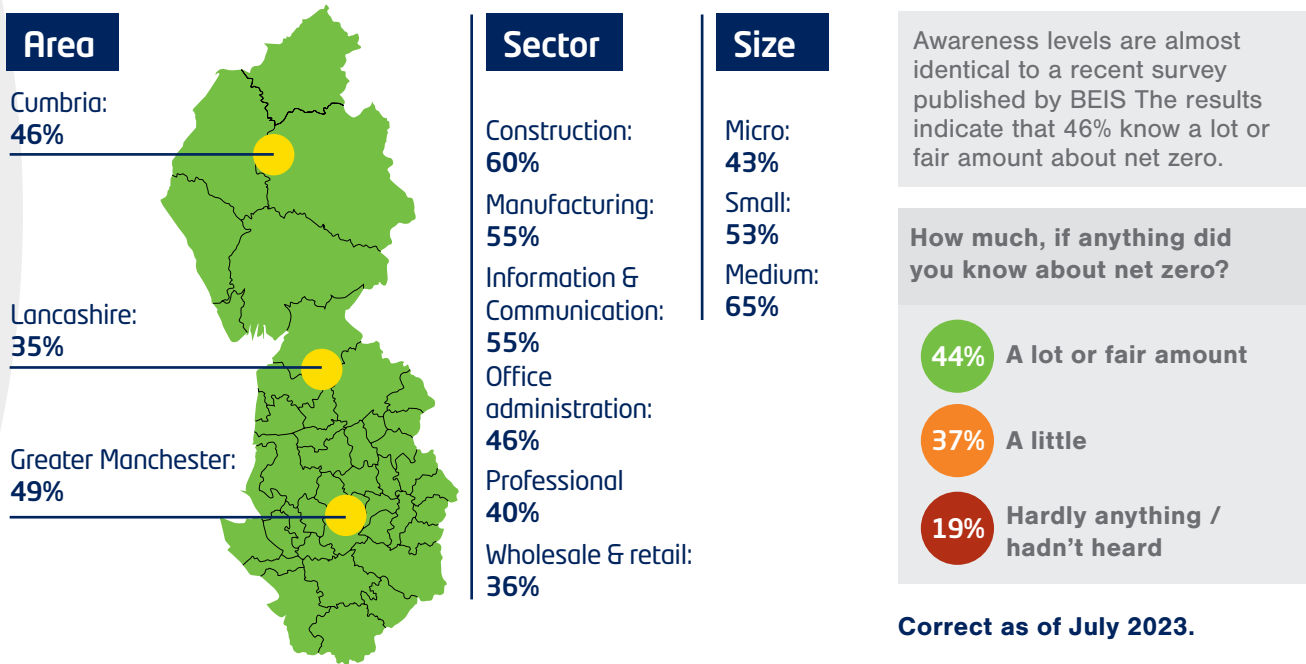 Area
Cumbria:
46%
Lancashire:
35%
Greater Manchester:
49%
Sector
Construction:
60%
Manufacturing:
55%
Information &
Communication:
55%
Office
administration:
46%
Professional
40%
Wholesale & retail:
36%
Size
Micro:
43%
Small:
53%
Medium:
65%
Awareness levels are almost
identical to a recent survey
published by BEIS The results
indicate that 46% know a lot or
fair amount about net zero.
How much, if anything did
you know about net zero?
44% A lot or fair amount
37% A little
19% Hardly anything /
hadn't heard
Correct as of July 2023.